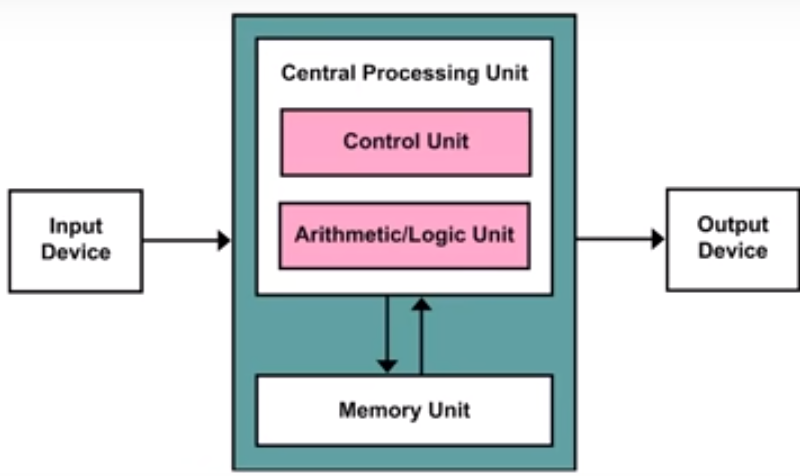 Central Processing Unit
Control Unit
Arithmetic/Logic Unit
Input
Device
Output
Device
Memory Unit